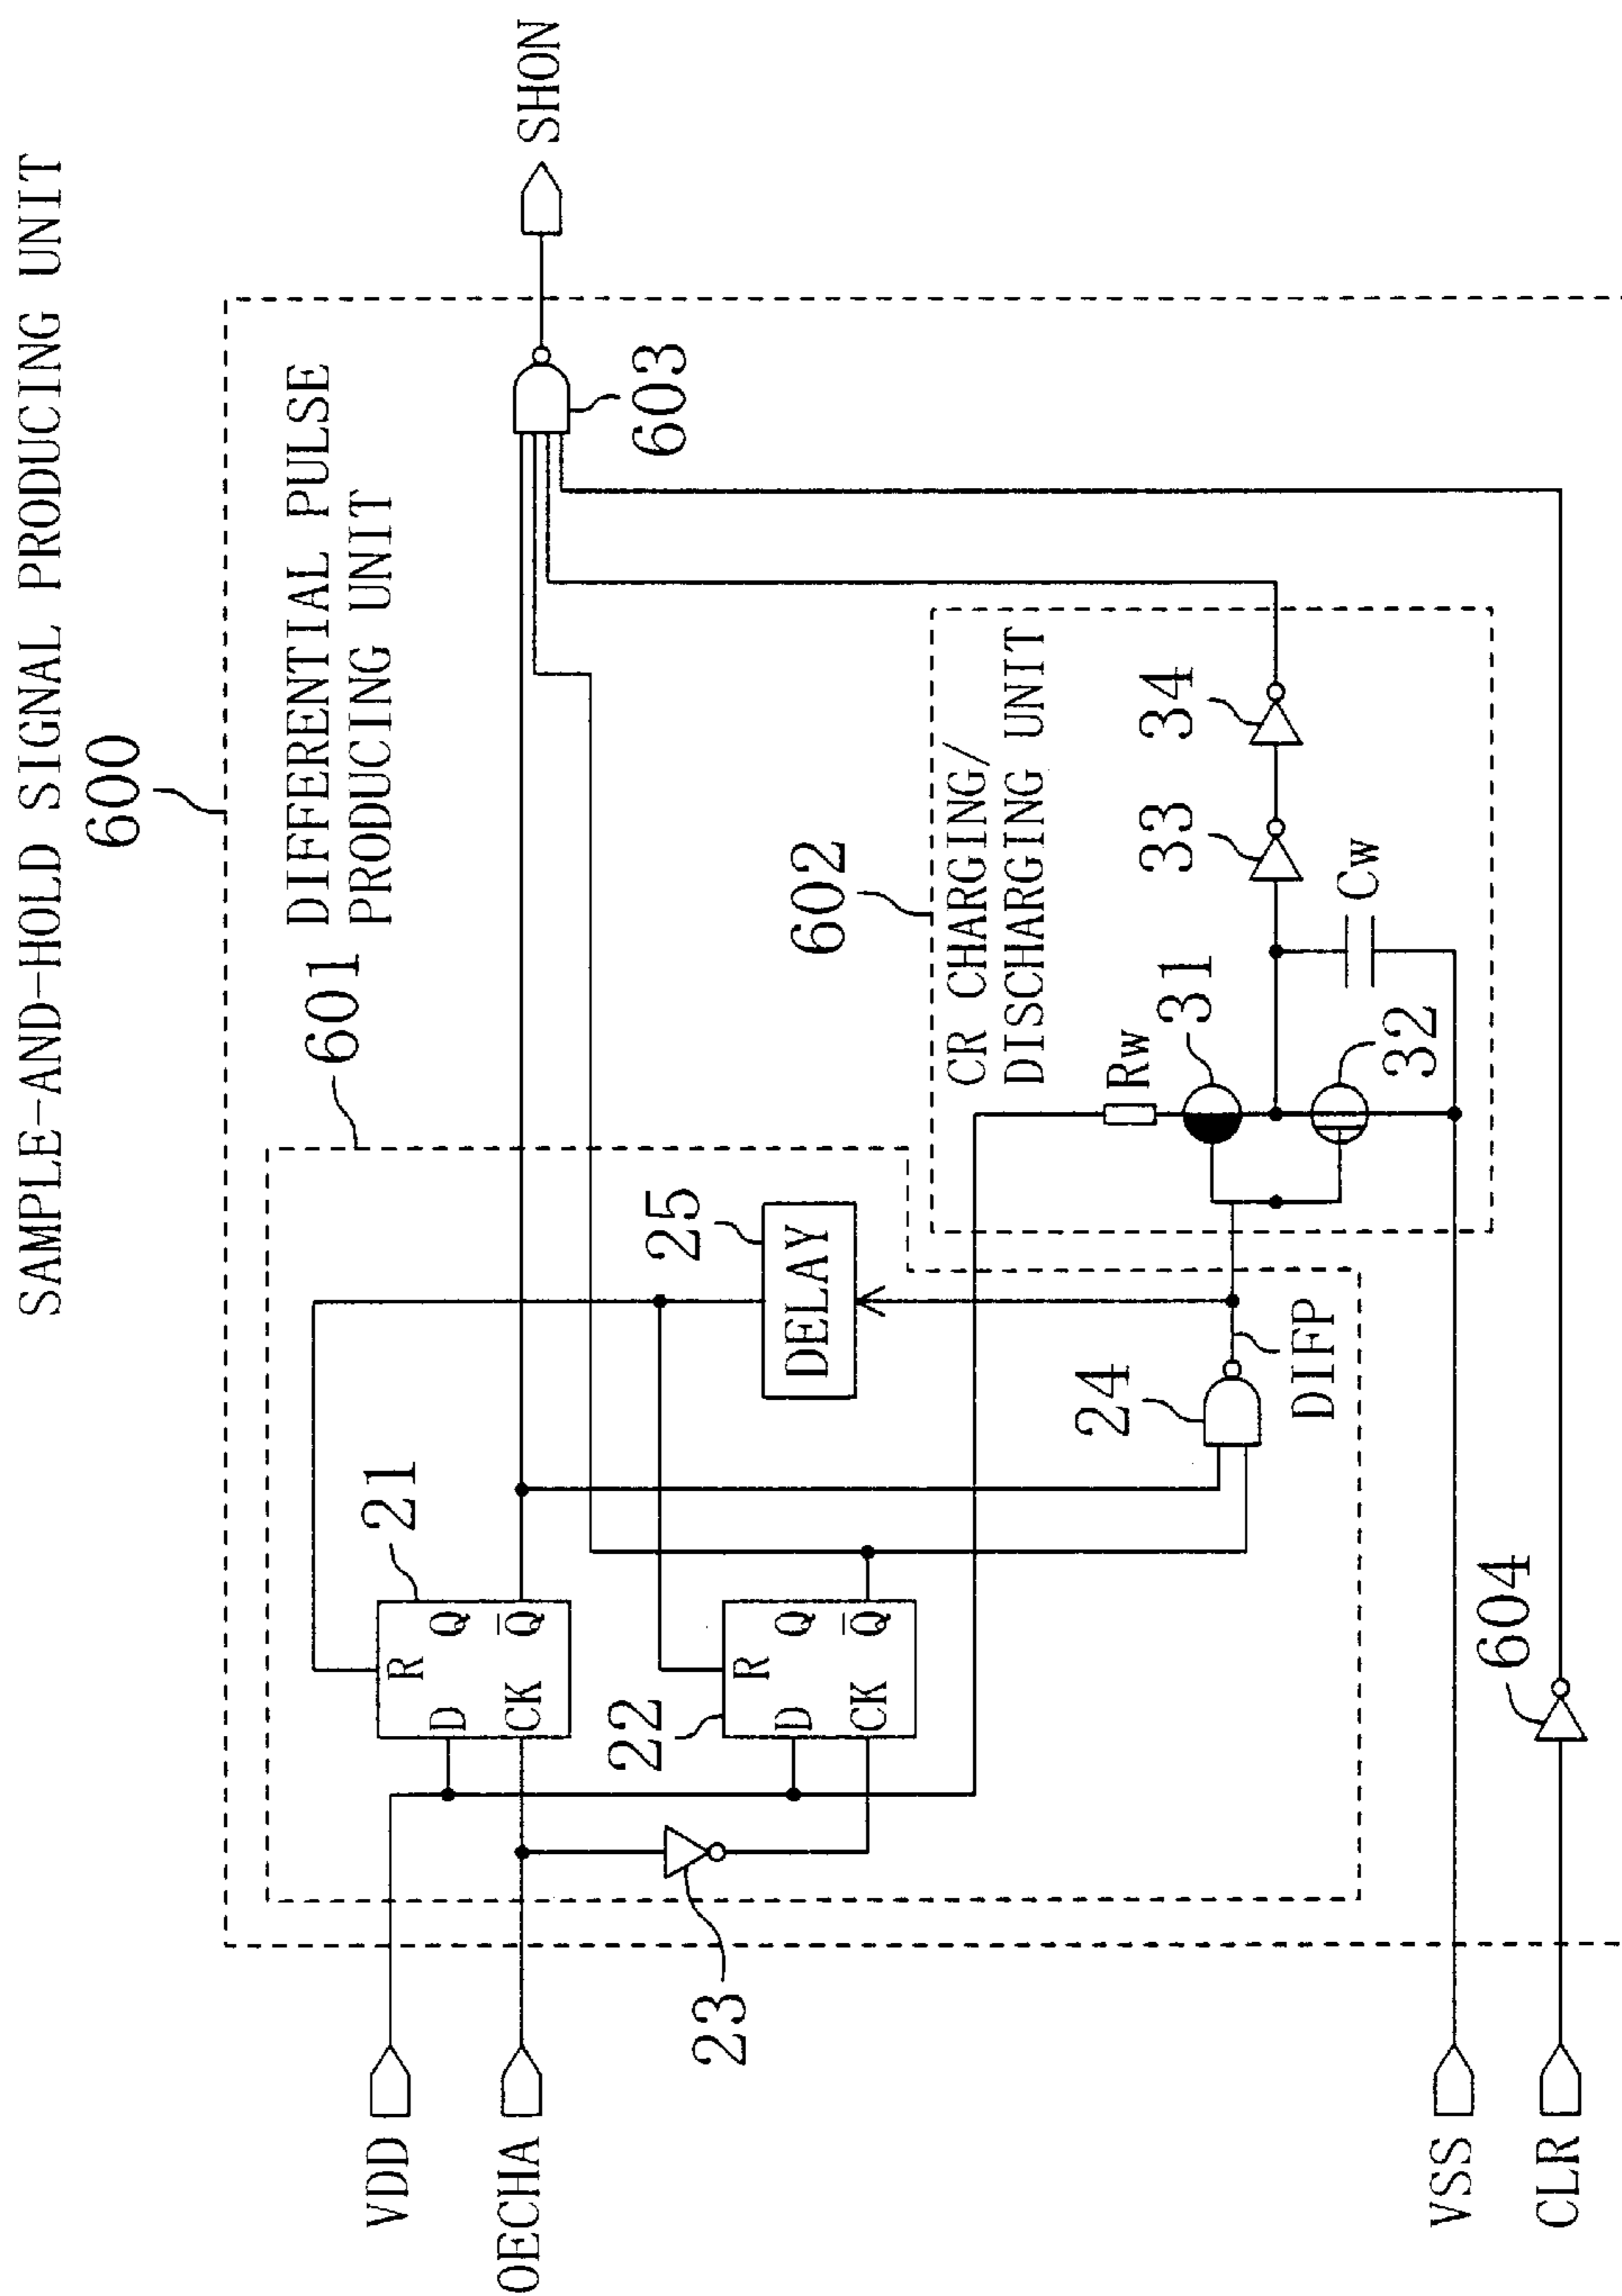 SAMPLE-AND-HOLD SIGNAL PRODUCING UNIT
600
601
DIFFERENTIAL PULSE
PRODUCING UNIT
SHON
603
VDD
OECHA
23
21
R
D
Q
CK
Q̅
22
R
D
Q
CK
Q̅
25
DELAY
24
DIFP
602
CR CHARGING/
DISCHARGING UNIT
Rw
31
32
Cw
33
34
VSS
CLR
604